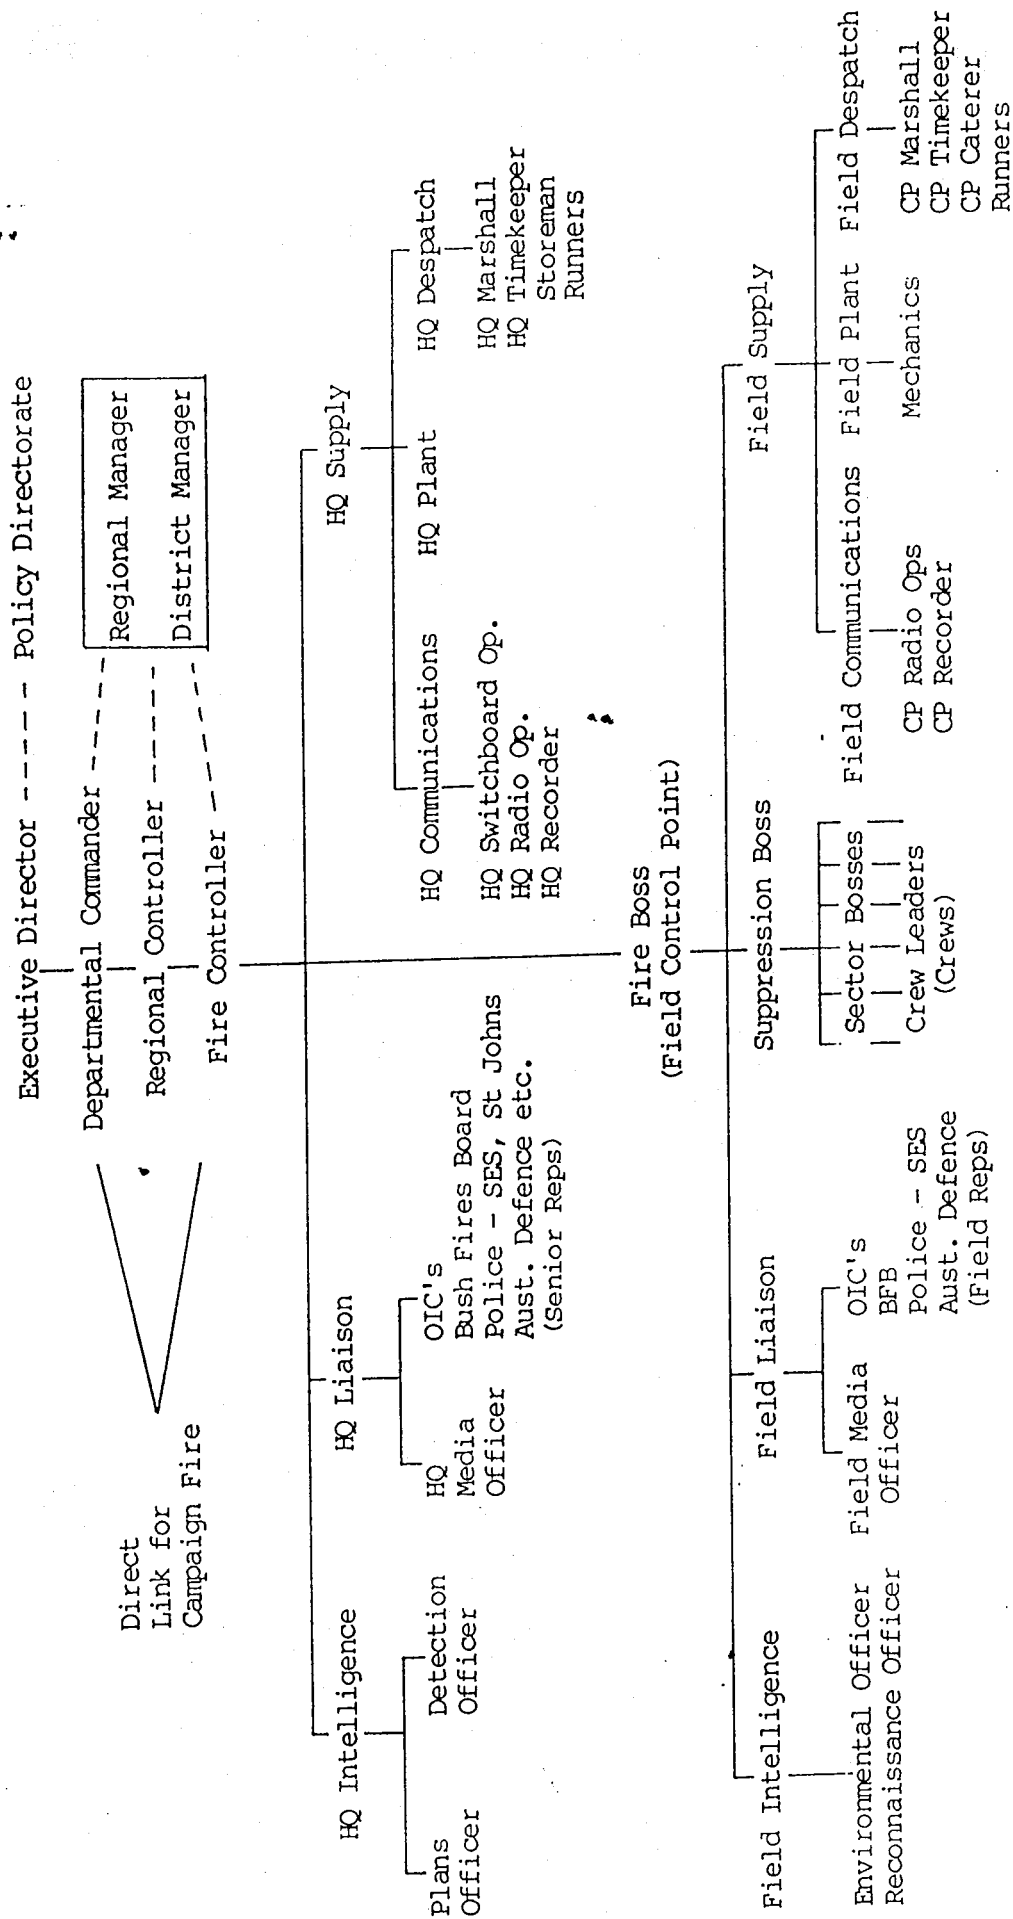 Executive Director ----- Policy Directorate
Departmental Commander
Regional Manager
Regional Controller
District Manager
Fire Controller
Direct
Link for
Campaign Fire
HQ Intelligence
HQ Liaison
HQ Supply
Plans
Officer
Detection
Officer
HQ
Media
Officer
OIC's
Bush Fires Board
Police - SES, St Johns
Aust. Defence etc.
(Senior Reps)
HQ Communications
HQ Switchboard Op.
HQ Radio Op.
HQ Recorder
HQ Plant
HQ Despatch
HQ Marshall
HQ Timekeeper
Storeman
Runners
Fire Boss
(Field Control Point)
Field Intelligence
Field Liaison
Suppression Boss
Field Supply
Environmental Officer
Reconnaissance Officer
Field Media
Officer
OIC's
BFB
Police - SES
Aust. Defence
(Field Reps)
Sector Bosses
Crew Leaders
(Crews)
Field Communications
CP Radio Ops
CP Recorder
Field Plant
Mechanics
Field Despatch
CP Marshall
CP Timekeeper
CP Caterer
Runners